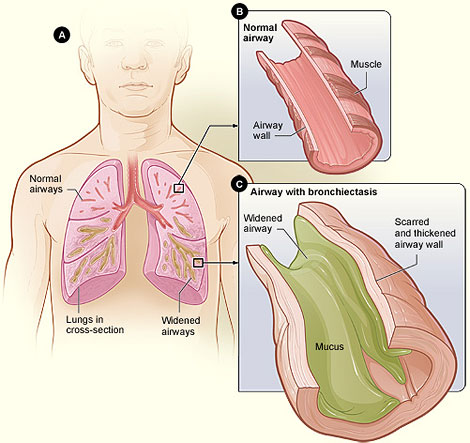 A
Normal
airways
Lungs in
cross-section
Widened
airways
B
Normal
airway
Muscle
Airway
wall
C
Airway with bronchiectasis
Widened
airway
Scarred
and thickened
airway wall
Mucus